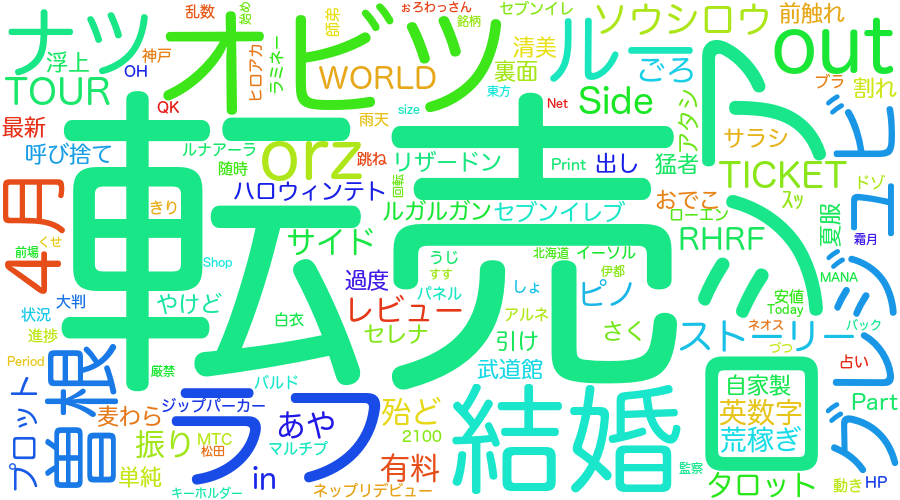 ナツ
オビツ
ルー
ソウシロウ
前触れ
セブンイレ
ぉろわっさん
銘柄
乱数
始め
師弟
神戸
浮上
OH
ヒロアカ
ラミネー
TOUR
WORLD
清美
裏面
ごろ
out
東方
Net
ブラ
割れ
QK
size
Side
アタシ
サラシ
ビジュ
最新
呼び捨て
ルナアーラ
雨天
orz
随時
跳ね
リザードン
Print
出し
猛者
TICKET
ドゾ
4月
転売
ハロウィンテト
回転
おでこ
ローエン
ヌッ
きり
ルガルガン
セブンイレブ
夏服
前場
くせ
サイド
RHRF
霜月
Shop
過度
うじ
北海道
イーソル
伊都
すす
MANA
大判
やけど
パネル
しょ
ピノ
安値
Today
状況
白衣
レビュー
アルネ
ストーリー
ネオス
バック
進捗
セレナ
引け
さく
づつ
Period
厳禁
武道館
占い
曽根
バルド
結婚
回
自家製
グレ
プロット
麦わら
ジップパーカー
ラフ
あや
殆ど
英数字
Part
振り
MTC
松田
マルチプ
2100
荒稼ぎ
単純
in
有料
監察
キーホルダー
ネップリデビュー
タロット
動き
HP